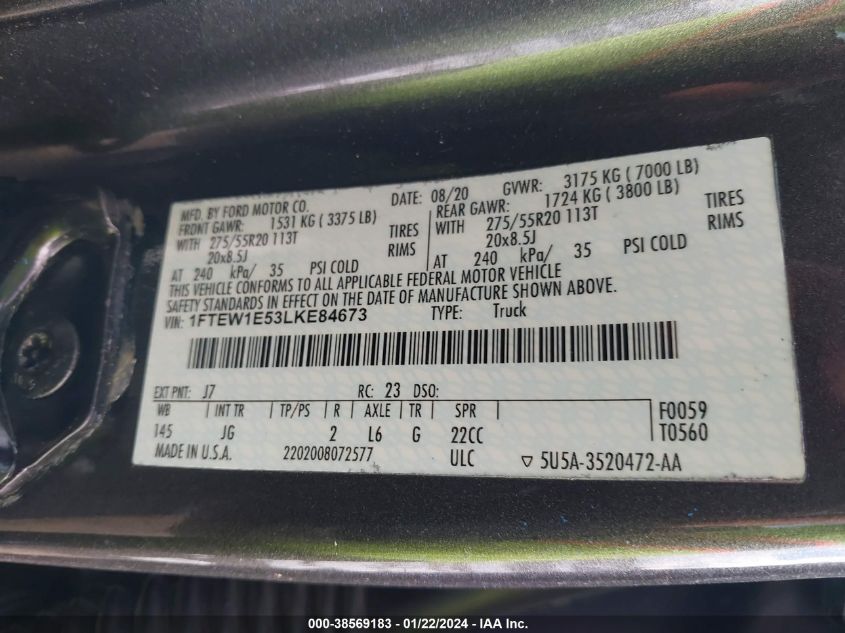 MFD. BY FORD MOTOR CO. DATE: 08/20 GVWR: 3175 KG ( 7000 LB)
FRONT GAWR: 1531 KG ( 3375 LB) REAR GAWR: 1724 KG ( 3800 LB)
WITH 275/55R20 113T TIRES WITH 275/55R20 113T TIRES
20x8.5J RIMS 20x8.5J RIMS
AT 240 kPa/ 35 PSI COLD AT 240 kPa/ 35 PSI COLD
THIS VEHICLE CONFORMS TO ALL APPLICABLE FEDERAL MOTOR VEHICLE
SAFETY STANDARDS IN EFFECT ON THE DATE OF MANUFACTURE SHOWN ABOVE.
VIN: 1FTEW1E53LKE84673 TYPE: Truck
EXT PNT: J7 RC: 23 DSO:
WB INT TR TP/PS R AXLE TR SPR F0059
145 JG 2 L6 G 22CC T0560
MADE IN U.S.A. 2202008072577 ULC ▽ 5U5A-3520472-AA
000-38569183 - 01/22/2024 - IAA Inc.